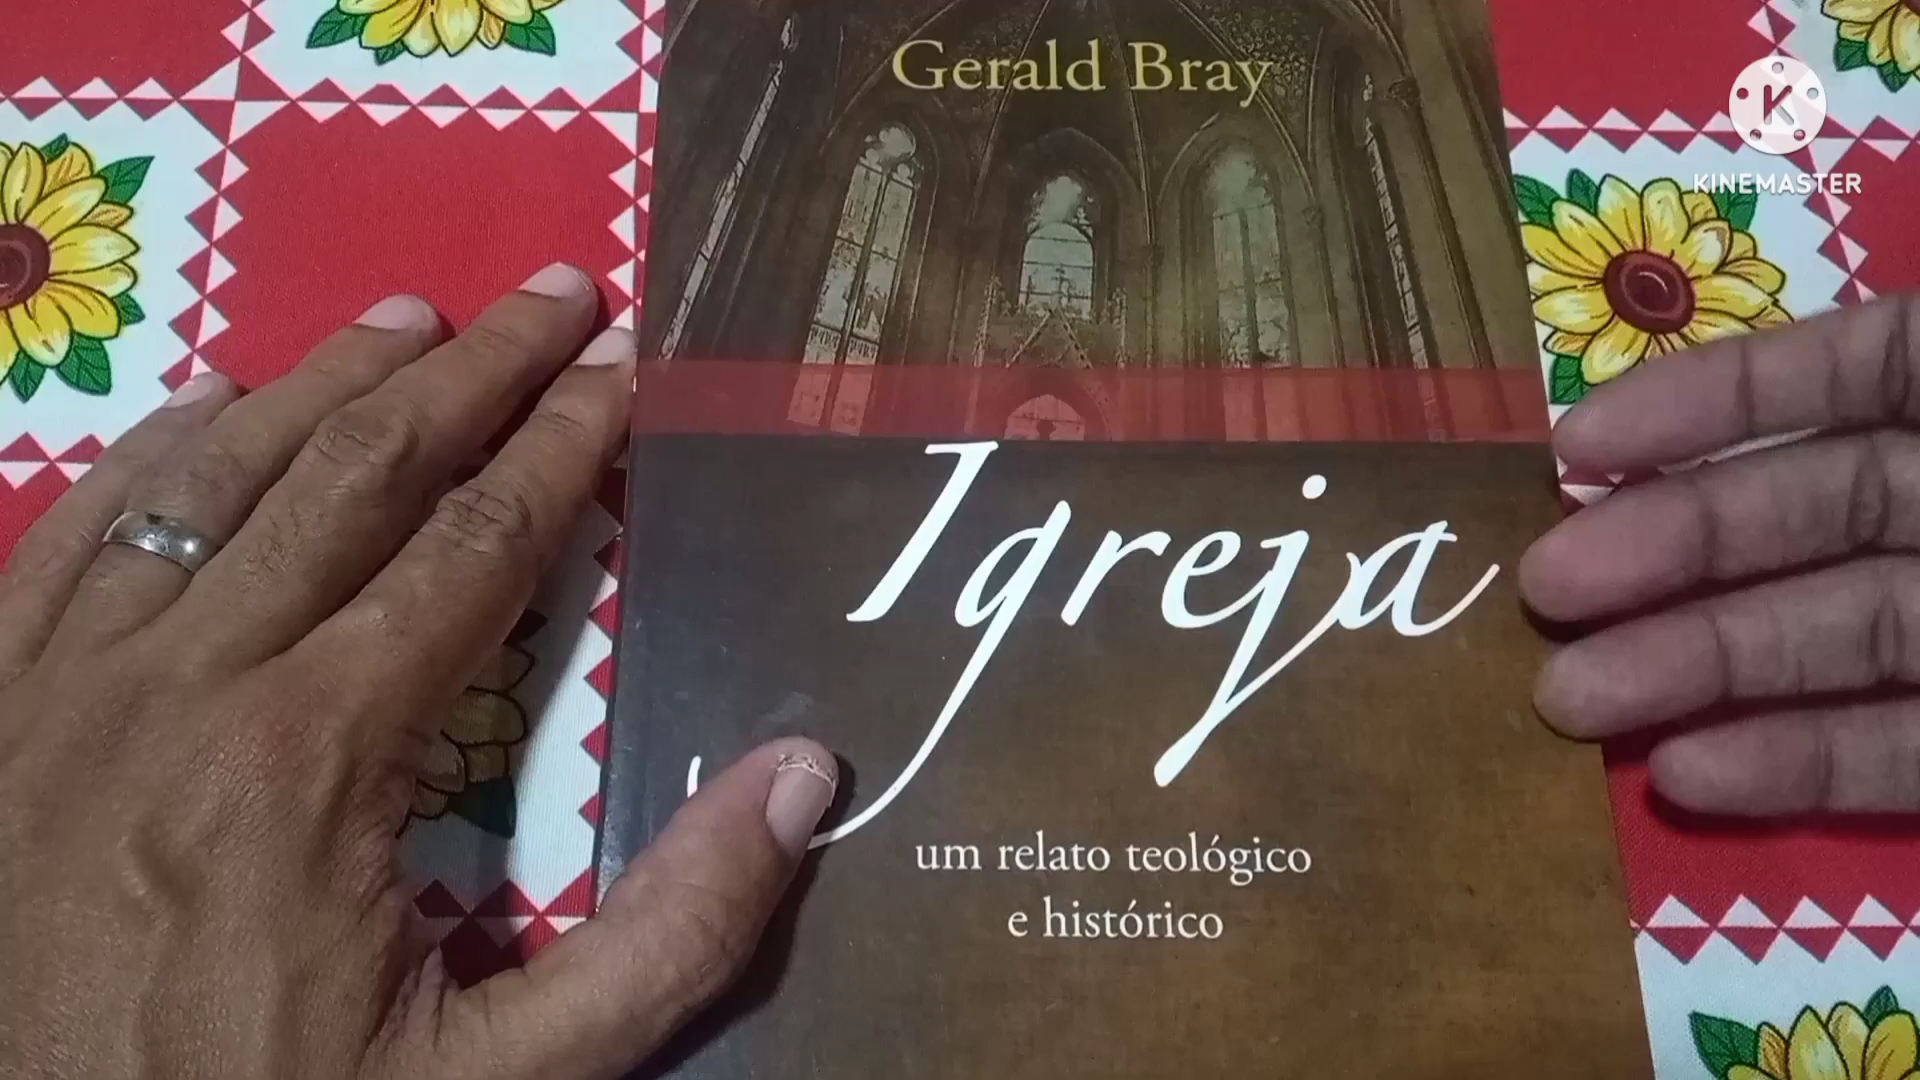 Gerald Bray
K
KINEMASTER
Igreja
um relato teológico
e histórico